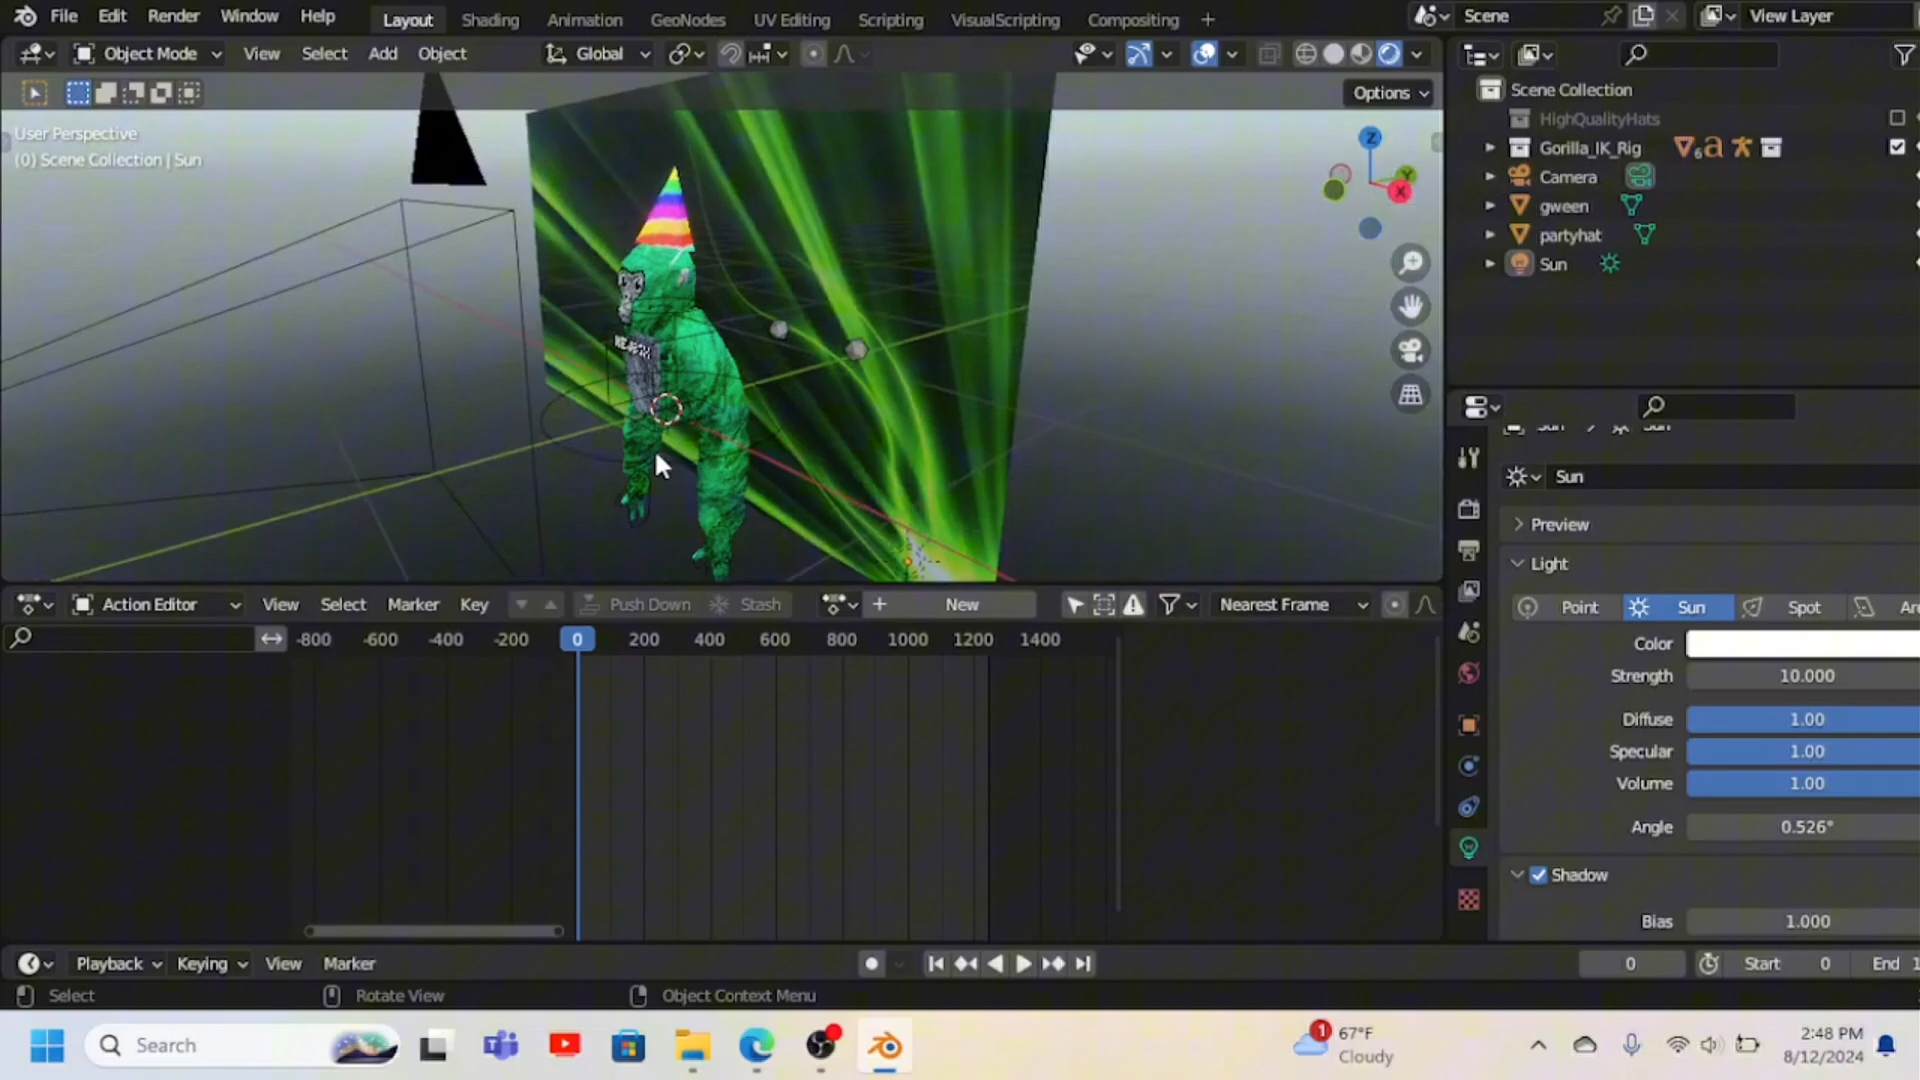 File Edit Render Window Help Layout Shading Animation GeoNodes UV Editing Scripting VisualScripting Compositing + Scene View Layer
Object Mode View Select Add Object Global
Options
User Perspective
(0) Scene Collection | Sun
Z
Y
X
Scene Collection
HighQualityHats
Gorilla_IK_Rig 6
Camera
gween
partyhat
Sun
Sun
Preview
Light
Point Sun Spot Are
Color
Strength 10.000
Diffuse 1.00
Specular 1.00
Volume 1.00
Angle 0.526°
Shadow
Bias 1.000
Action Editor View Select Marker Key Push Down Stash + New Nearest Frame
-800 -600 -400 -200 0 200 400 600 800 1000 1200 1400
Playback Keying View Marker 0 Start 0 End 1
Select Rotate View Object Context Menu
Search
1 67°F
Cloudy
2:48 PM
8/12/2024